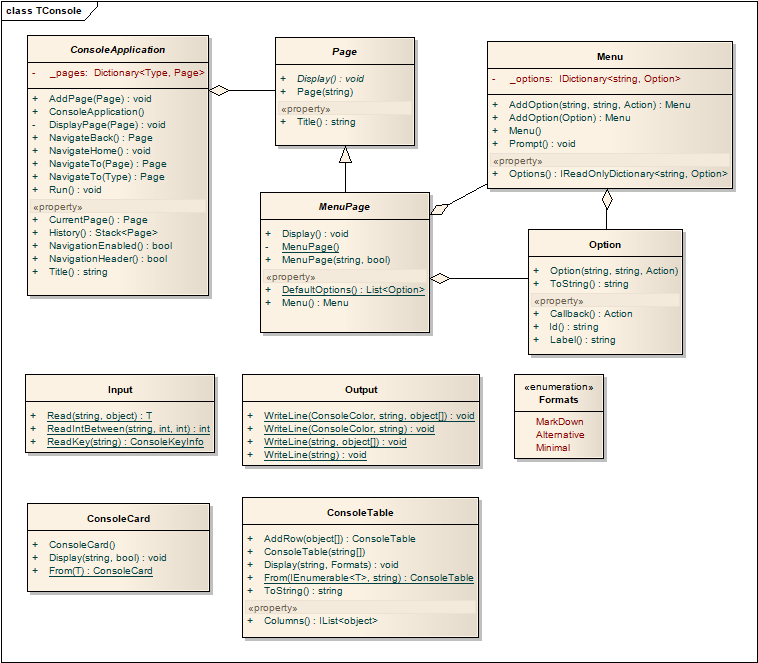 class TConsole
ConsoleApplication
- _pages: Dictionary<Type, Page>
+ AddPage(Page) : void
+ ConsoleApplication()
- DisplayPage(Page) : void
+ NavigateBack() : Page
+ NavigateHome() : void
+ NavigateTo(Page) : Page
+ NavigateTo(Type) : Page
+ Run() : void
«property»
+ CurrentPage() : Page
+ History() : Stack<Page>
+ NavigationEnabled() : bool
+ NavigationHeader() : bool
+ Title() : string
Page
+ Display() : void
+ Page(string)
«property»
+ Title() : string
Menu
- _options: IDictionary<string, Option>
+ AddOption(string, string, Action) : Menu
+ AddOption(Option) : Menu
+ Menu()
+ Prompt() : void
«property»
+ Options() : IReadOnlyDictionary<string, Option>
MenuPage
+ Display() : void
- MenuPage()
+ MenuPage(string, bool)
«property»
+ DefaultOptions() : List<Option>
+ Menu() : Menu
Option
+ Option(string, string, Action)
+ ToString() : string
«property»
+ Callback() : Action
+ Id() : string
+ Label() : string
Input
+ Read(string, object) : T
+ ReadIntBetween(string, int, int) : int
+ ReadKey(string) : ConsoleKeyInfo
Output
+ WriteLine(ConsoleColor, string, object[]) : void
+ WriteLine(ConsoleColor, string) : void
+ WriteLine(string, object[]) : void
+ WriteLine(string) : void
«enumeration»
Formats
MarkDown
Alternative
Minimal
ConsoleCard
+ ConsoleCard()
+ Display(string, bool) : void
+ From(T) : ConsoleCard
ConsoleTable
+ AddRow(object[]) : ConsoleTable
+ ConsoleTable(string[])
+ Display(string, Formats) : void
+ From(IEnumerable<T>, string) : ConsoleTable
+ ToString() : string
«property»
+ Columns() : IList<object>